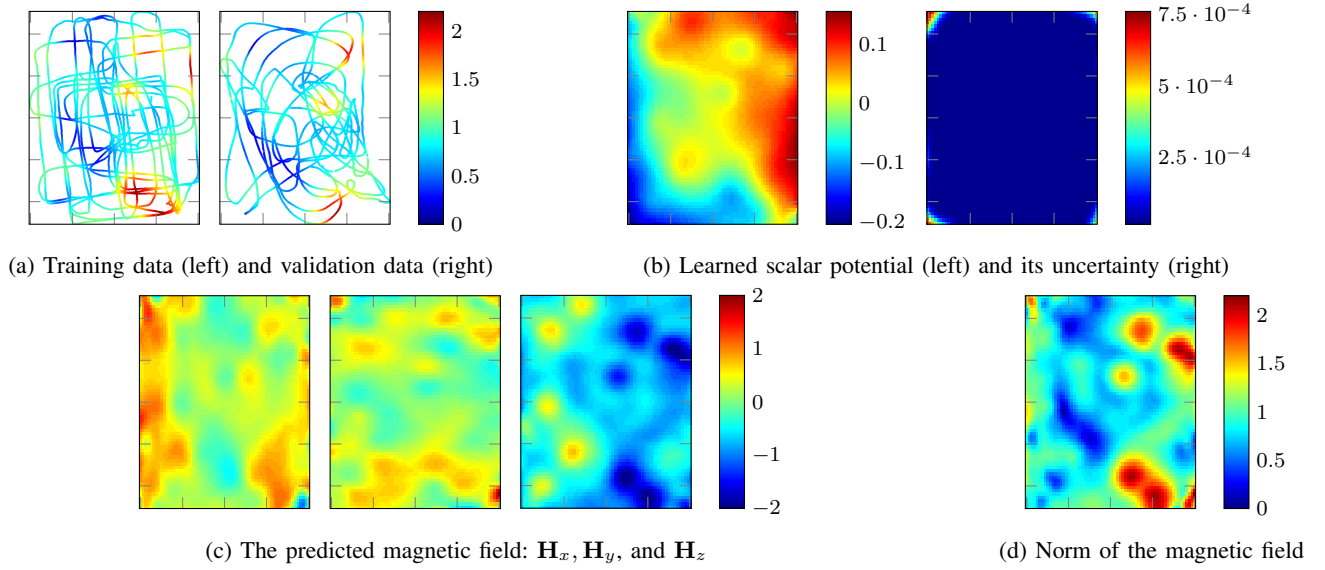 2
1.5
1
0.5
0
0.1
0
−0.1
−0.2
7.5 · 10⁻⁴
5 · 10⁻⁴
2.5 · 10⁻⁴
(a) Training data (left) and validation data (right)
(b) Learned scalar potential (left) and its uncertainty (right)
2
1
0
−1
−2
2
1.5
1
0.5
0
(c) The predicted magnetic field: Hₓ, Hᵧ, and H_z
(d) Norm of the magnetic field